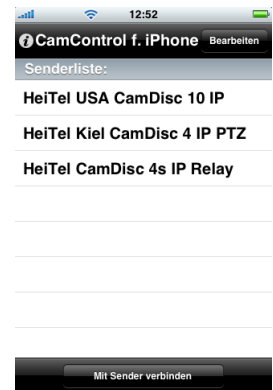 12:52
CamControl f. iPhone Bearbeiten
Senderliste:
HeiTel USA CamDisc 10 IP
HeiTel Kiel CamDisc 4 IP PTZ
HeiTel CamDisc 4s IP Relay
Mit Sender verbinden